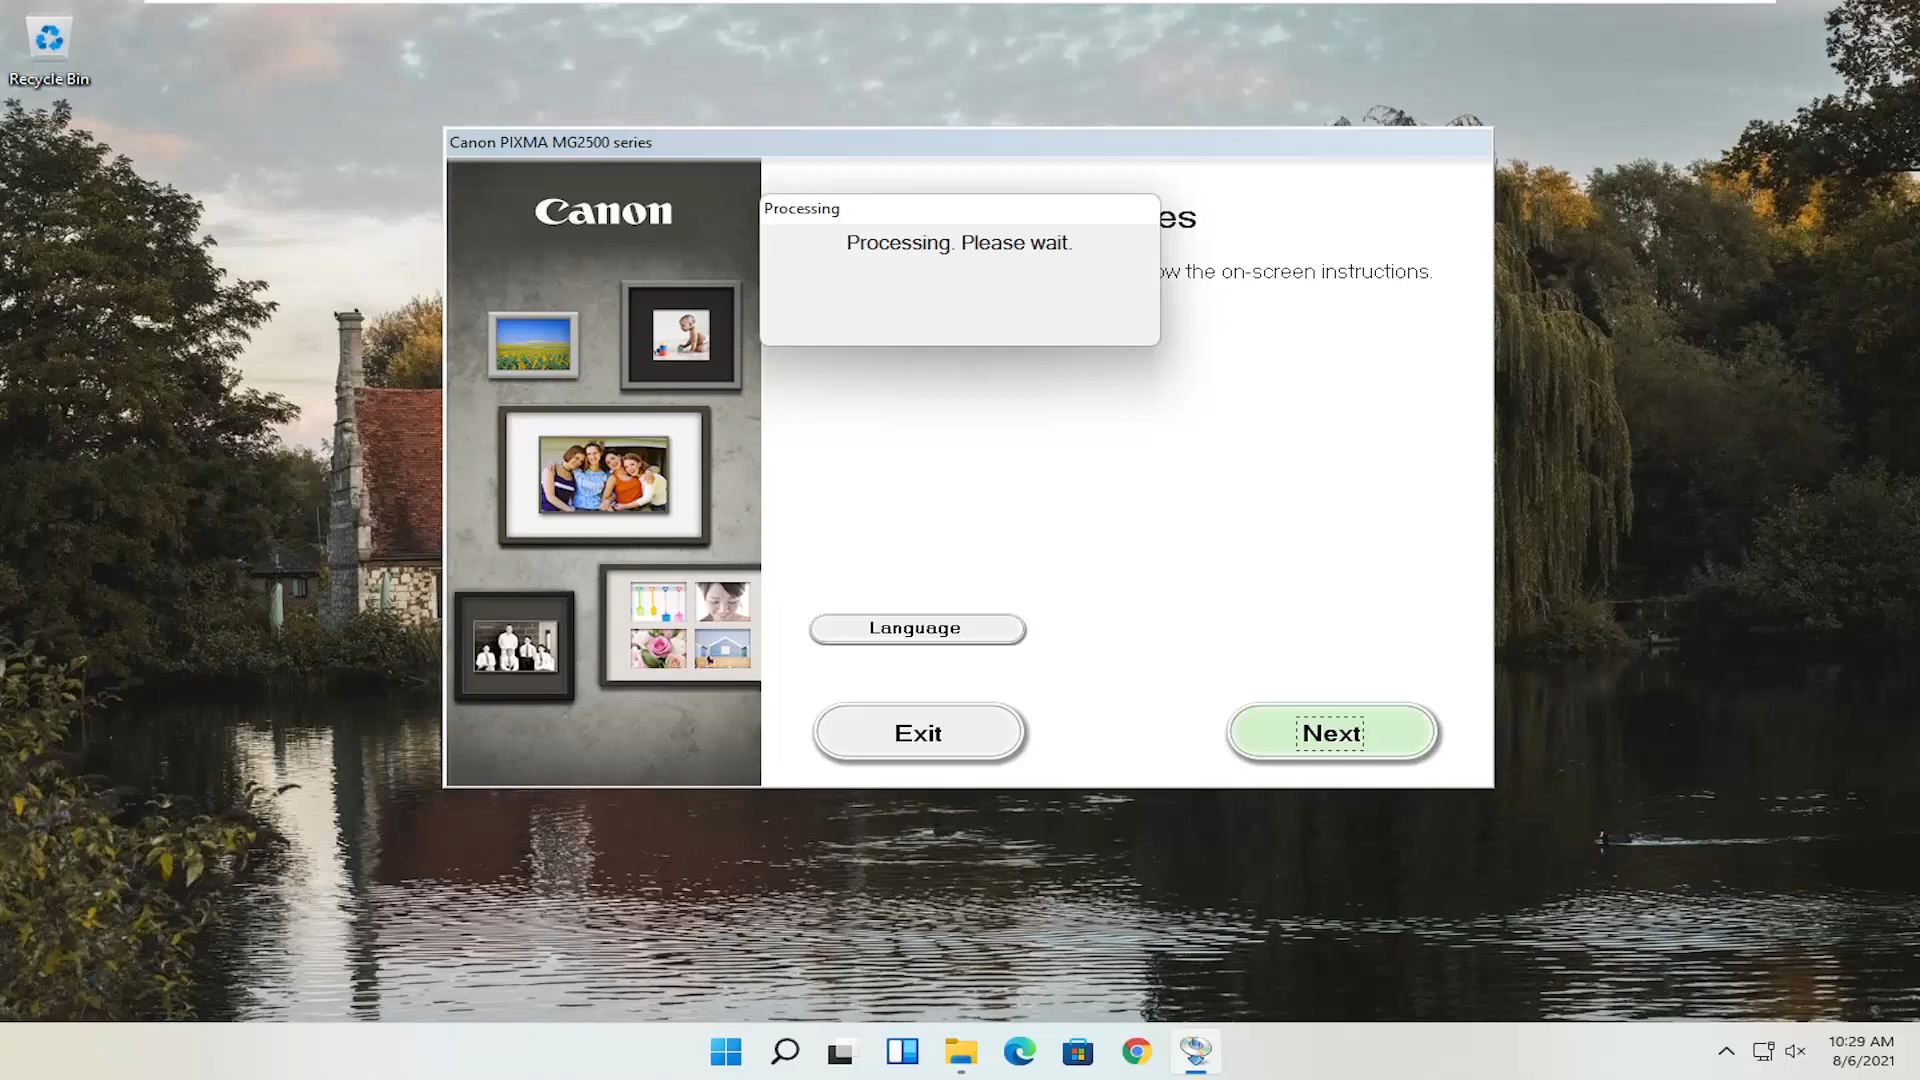 Recycle Bin
Canon PIXMA MG2500 series
Canon
Processing
Processing. Please wait.
es
ow the on-screen instructions.
Language
Exit
Next
10:29 AM
8/6/2021